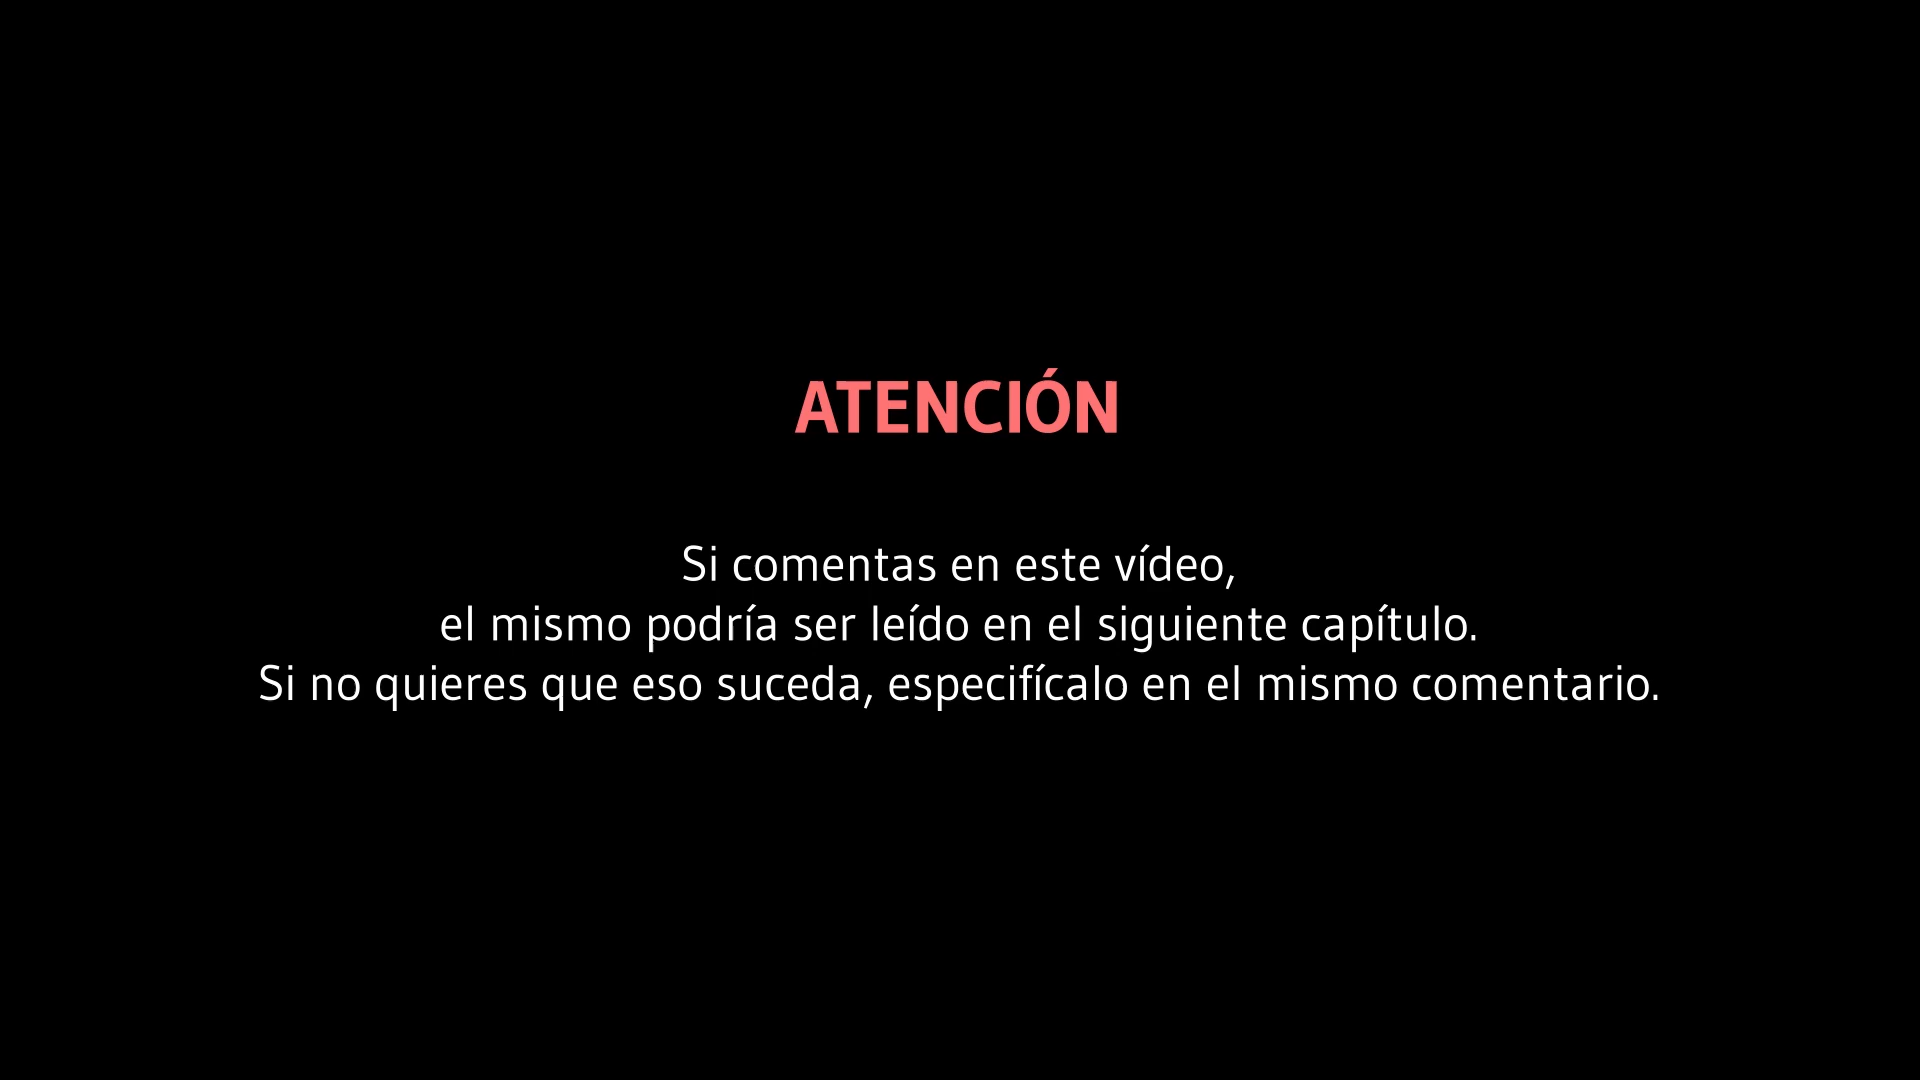 ATENCIÓN
Si comentas en este vídeo,
el mismo podría ser leído en el siguiente capítulo.
Si no quieres que eso suceda, especifícalo en el mismo comentario.